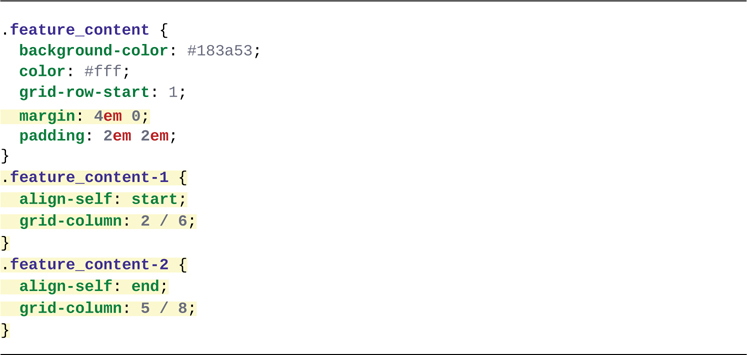 .feature_content {
  background-color: #183a53;
  color: #fff;
  grid-row-start: 1;
  margin: 4em 0;
  padding: 2em 2em;
}
.feature_content-1 {
  align-self: start;
  grid-column: 2 / 6;
}
.feature_content-2 {
  align-self: end;
  grid-column: 5 / 8;
}